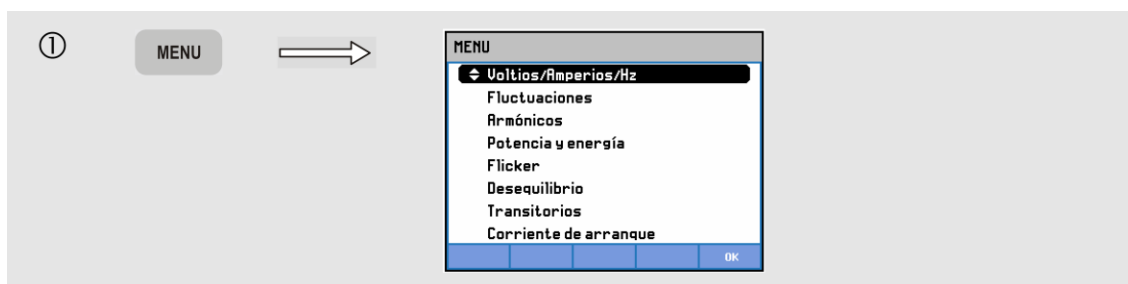 ①
MENU
MENU
Voltios/Amperios/Hz
Fluctuaciones
Armónicos
Potencia y energía
Flicker
Desequilibrio
Transitorios
Corriente de arranque
OK